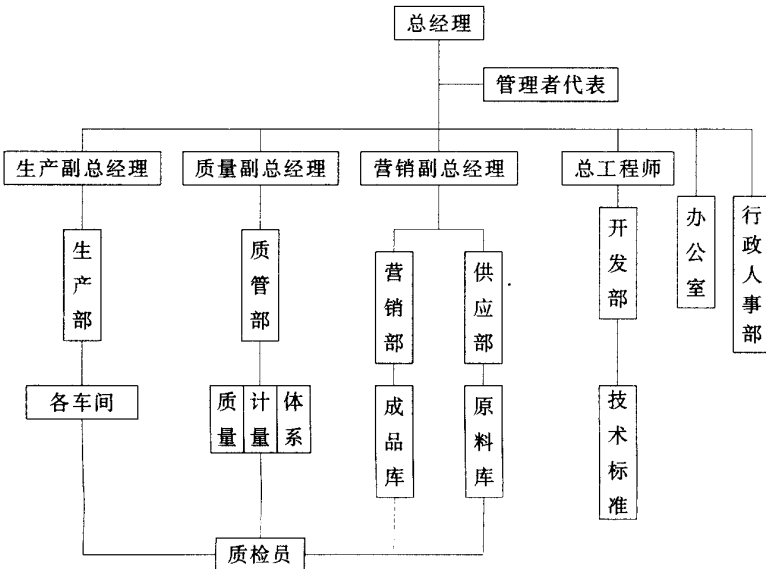 总经理
管理者代表
生产副总经理
质量副总经理
营销副总经理
总工程师
办公室
行政人事部
生产部
质管部
营销部
供应部
开发部
各车间
质量
计量
体系
成品库
原料库
技术标准
质检员